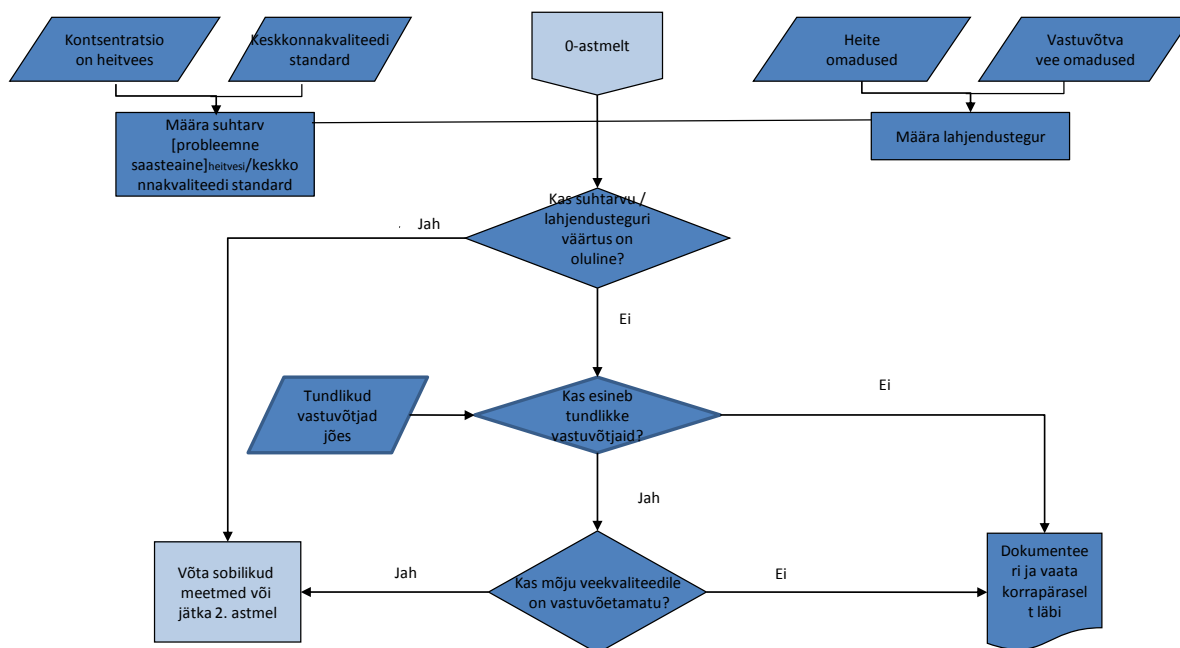 Kontsentratsio
on heitvees
Keskkonnakvaliteedi
standard
0-astmelt
Heite
omadused
Vastuvõtva
vee omadused
Määra suhtarv
[probleemne
saasteaine]heitvesi/keskko
nnakvaliteedi standard
Määra lahjendustegur
Kas suhtarvu /
lahjendusteguri
väärtus on
oluline?
Jah
Ei
Tundlikud
vastuvõtjad
jões
Kas esineb
tundlikke
vastuvõtjaid?
Ei
Jah
Võta sobilikud
meetmed või
jätka 2. astmel
Jah
Kas mõju veekvaliteedile
on vastuvõetamatu?
Ei
Dokumentee
ri ja vaata
korrapärasel
t läbi